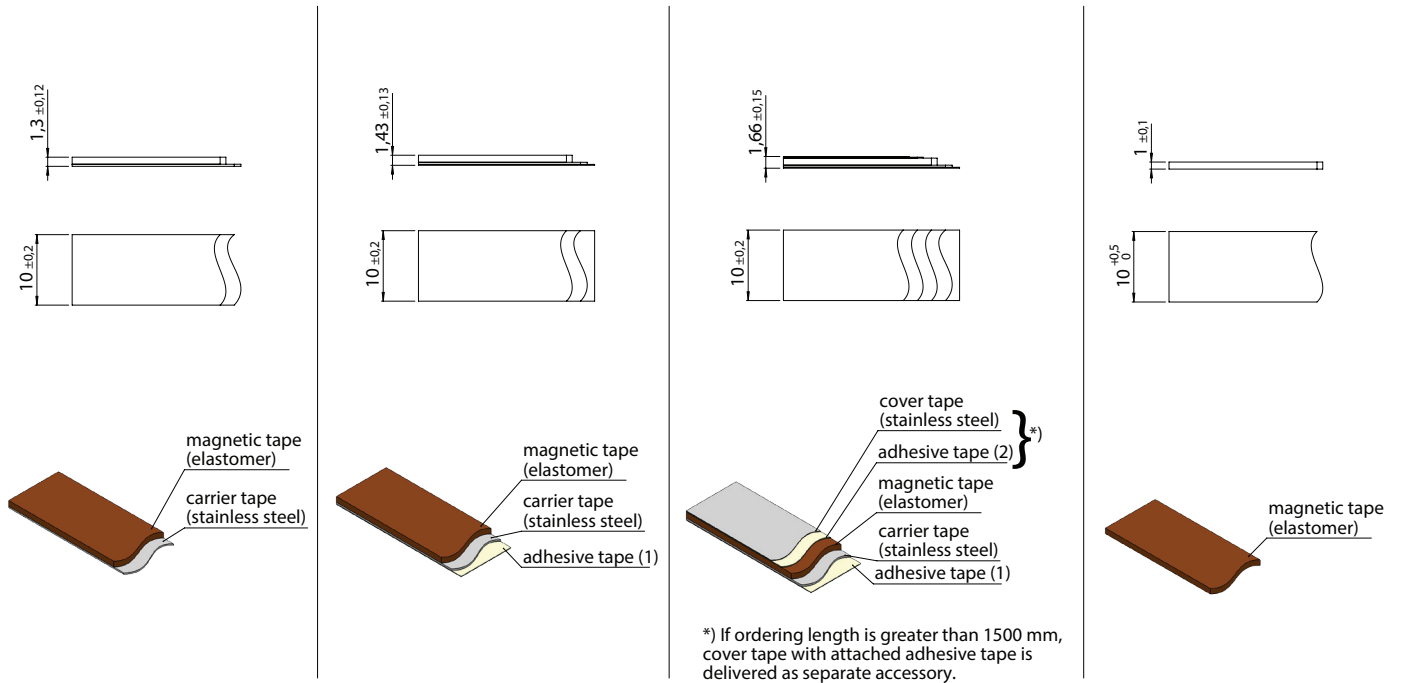 1,3 ±0,12
10 ±0,2
magnetic tape
(elastomer)
carrier tape
(stainless steel)
1,43 ±0,13
10 ±0,2
magnetic tape
(elastomer)
carrier tape
(stainless steel)
adhesive tape (1)
1,66 ±0,15
10 ±0,2
cover tape
(stainless steel)
adhesive tape (2)
} *)
magnetic tape
(elastomer)
carrier tape
(stainless steel)
adhesive tape (1)
*) If ordering length is greater than 1500 mm,
cover tape with attached adhesive tape is
delivered as separate accessory.
1 ±0,1
10 +0,5
0
magnetic tape
(elastomer)